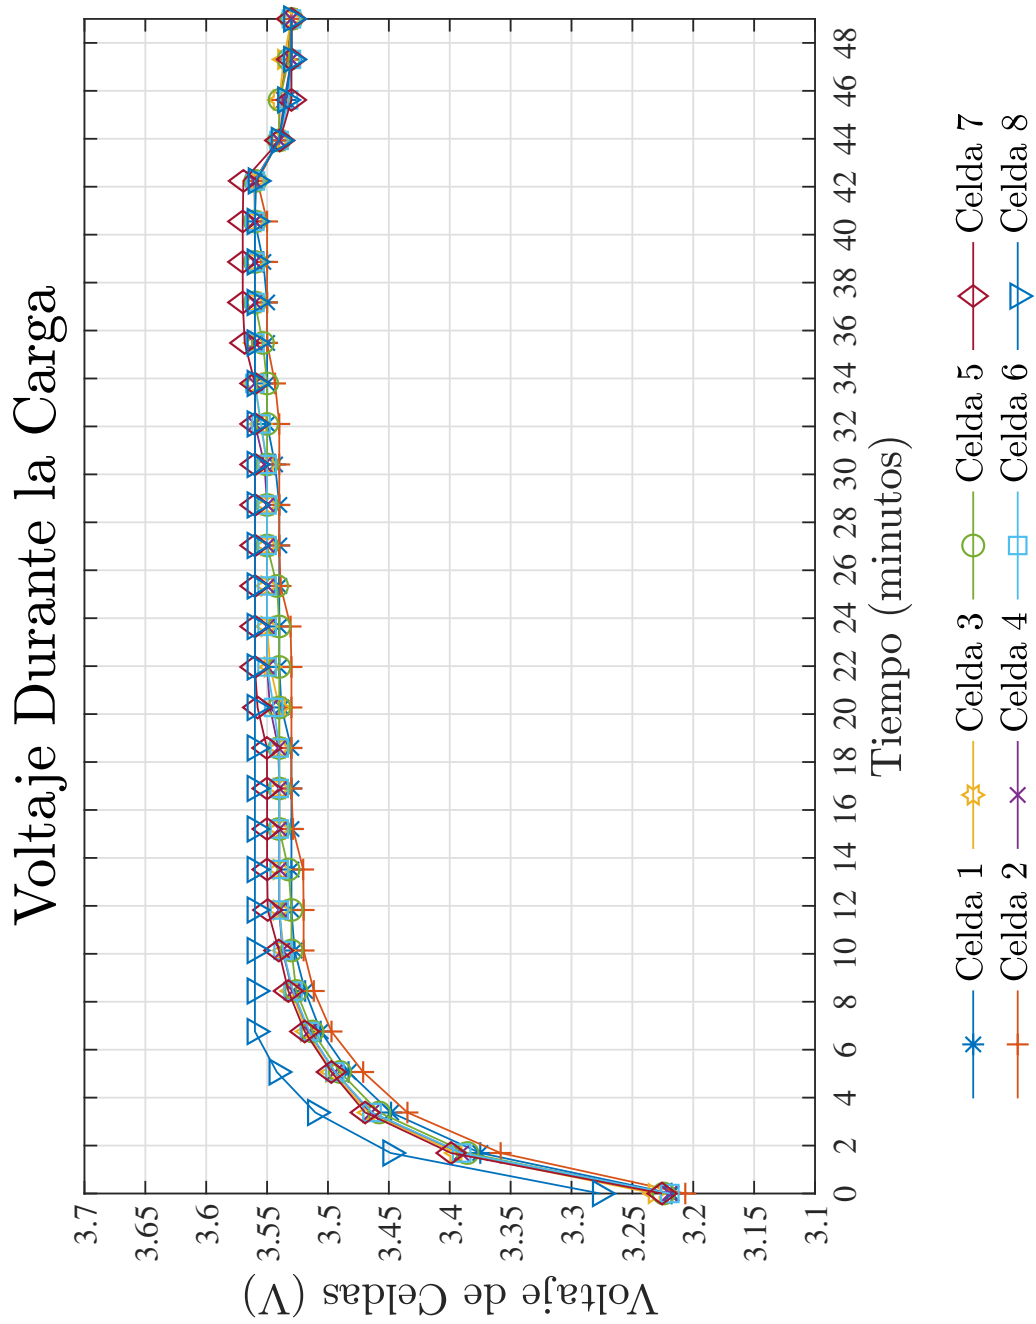 Voltaje Durante la Carga
3.7
3.65
3.6
3.55
3.5
3.45
3.4
3.35
3.3
3.25
3.2
3.15
3.1
Voltaje de Celdas (V)
0 2 4 6 8 10 12 14 16 18 20 22 24 26 28 30 32 34 36 38 40 42 44 46 48
Tiempo (minutos)
Celda 1 Celda 3 Celda 5 Celda 7
Celda 2 Celda 4 Celda 6 Celda 8